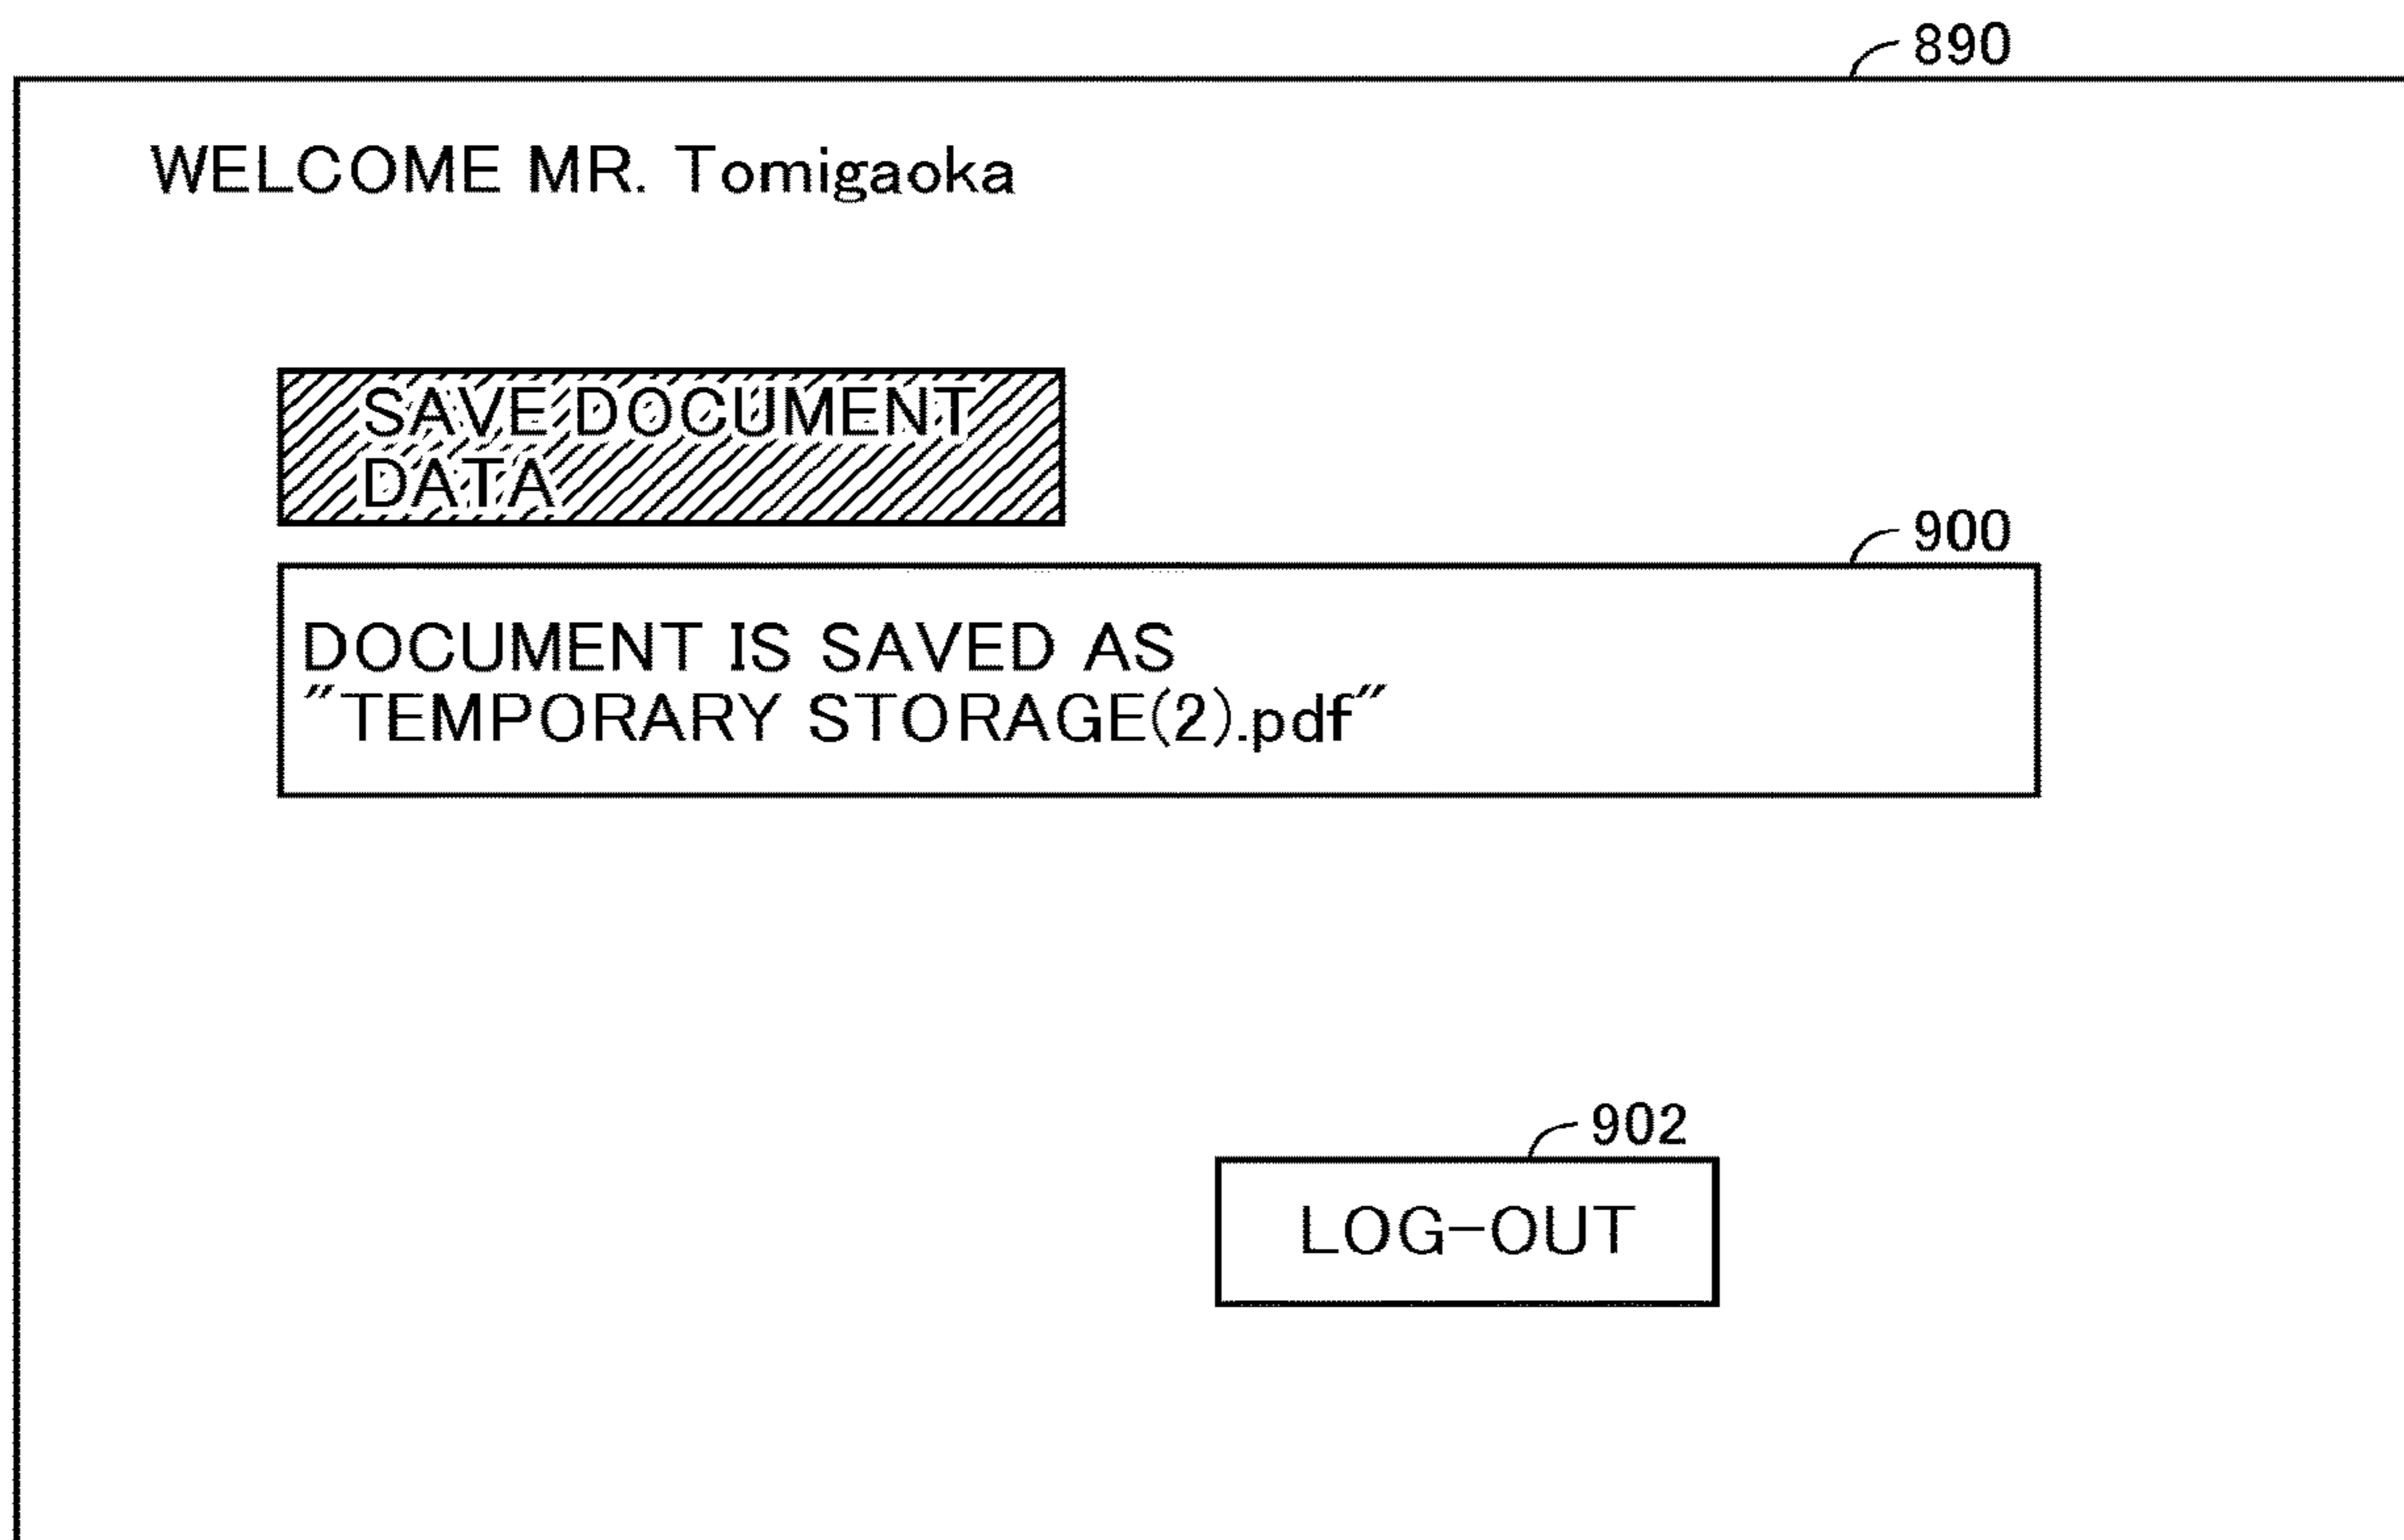 890
WELCOME MR. Tomigaoka
SAVE DOCUMENT
DATA
900
DOCUMENT IS SAVED AS
"TEMPORARY STORAGE(2).pdf"
902
LOG-OUT